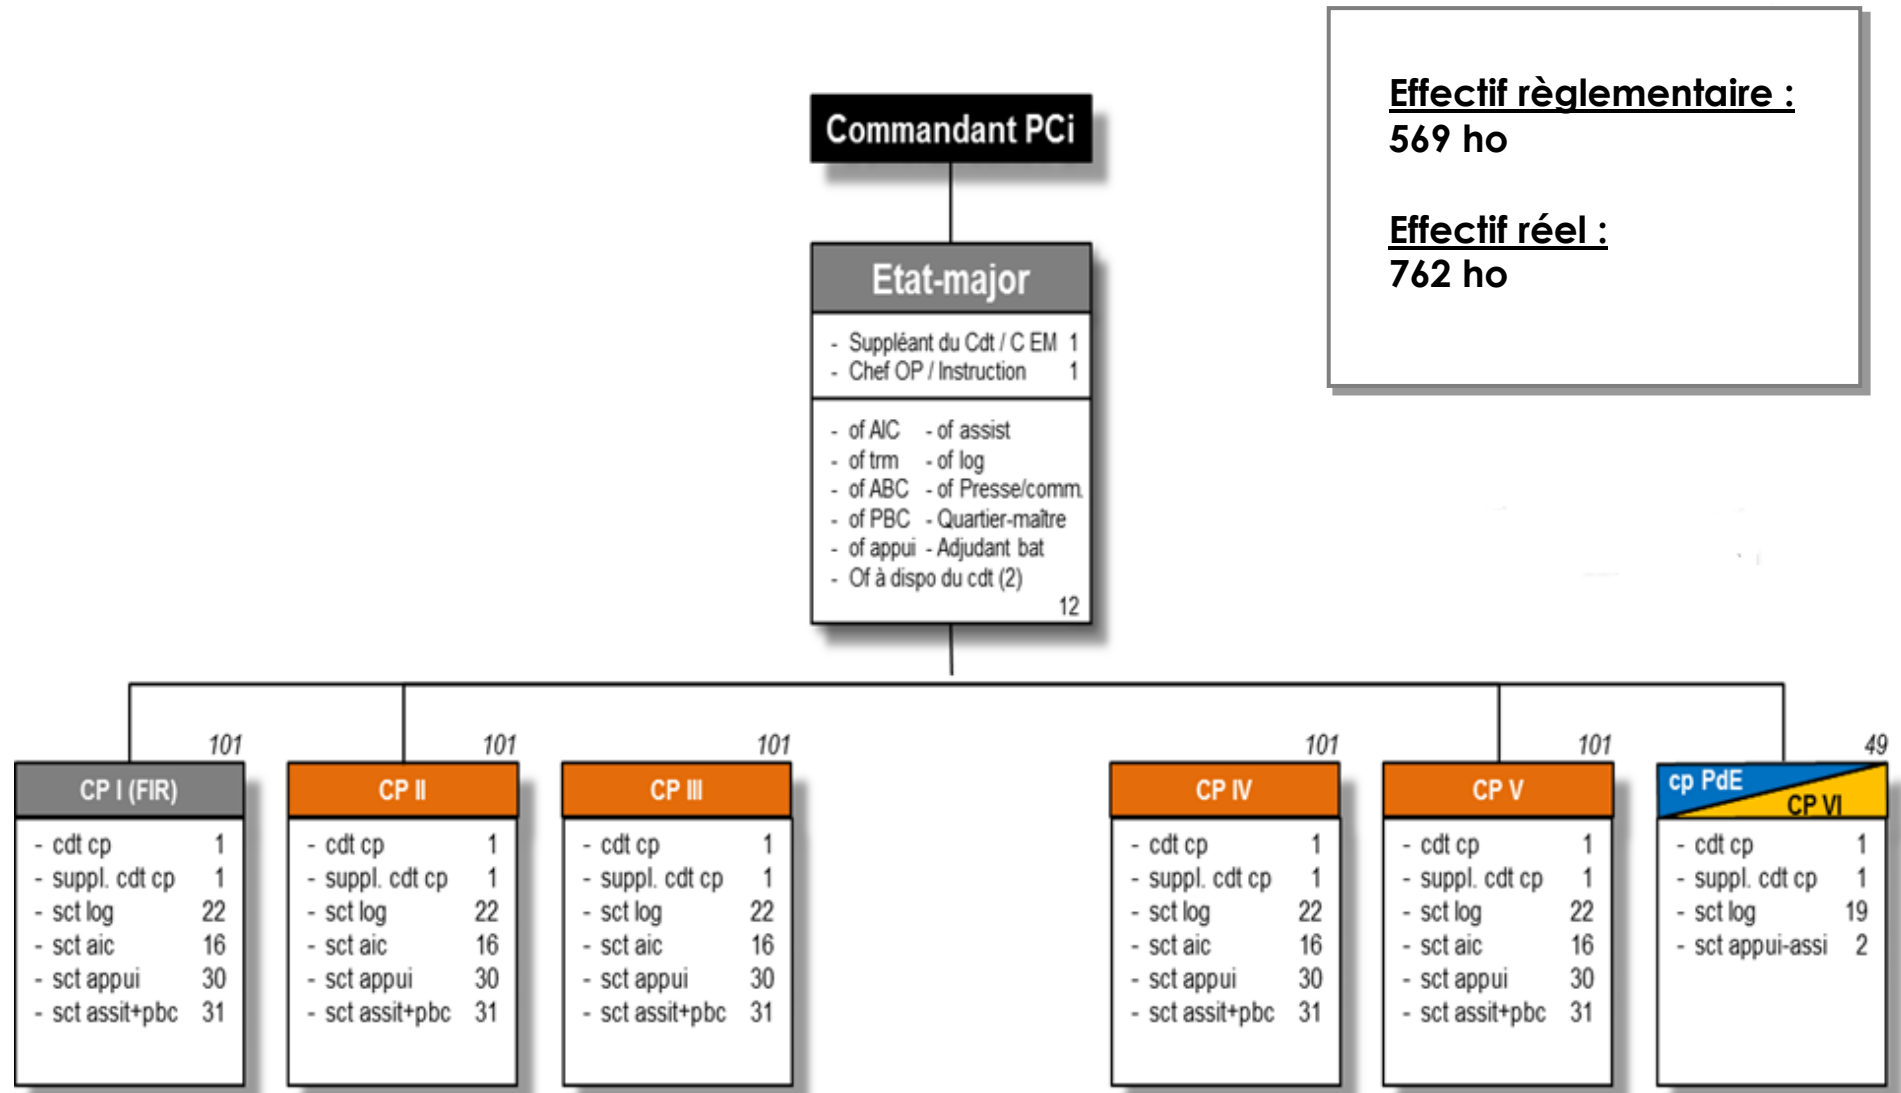 Effectif règlementaire :
569 ho
Effectif réel :
762 ho
Commandant PCi
Etat-major
- Suppléant du Cdt / C EM 1
- Chef OP / Instruction 1
- of AIC - of assist
- of trm - of log
- of ABC - of Presse/comm.
- of PBC - Quartier-maître
- of appui - Adjudant bat
- Of à dispo du cdt (2)
12
101
CP I (FIR)
- cdt cp 1
- suppl. cdt cp 1
- sct log 22
- sct aic 16
- sct appui 30
- sct assit+pbc 31
101
CP II
- cdt cp 1
- suppl. cdt cp 1
- sct log 22
- sct aic 16
- sct appui 30
- sct assit+pbc 31
101
CP III
- cdt cp 1
- suppl. cdt cp 1
- sct log 22
- sct aic 16
- sct appui 30
- sct assit+pbc 31
101
CP IV
- cdt cp 1
- suppl. cdt cp 1
- sct log 22
- sct aic 16
- sct appui 30
- sct assit+pbc 31
101
CP V
- cdt cp 1
- suppl. cdt cp 1
- sct log 22
- sct aic 16
- sct appui 30
- sct assit+pbc 31
49
cp PdE
CP VI
- cdt cp 1
- suppl. cdt cp 1
- sct log 19
- sct appui-assi 2